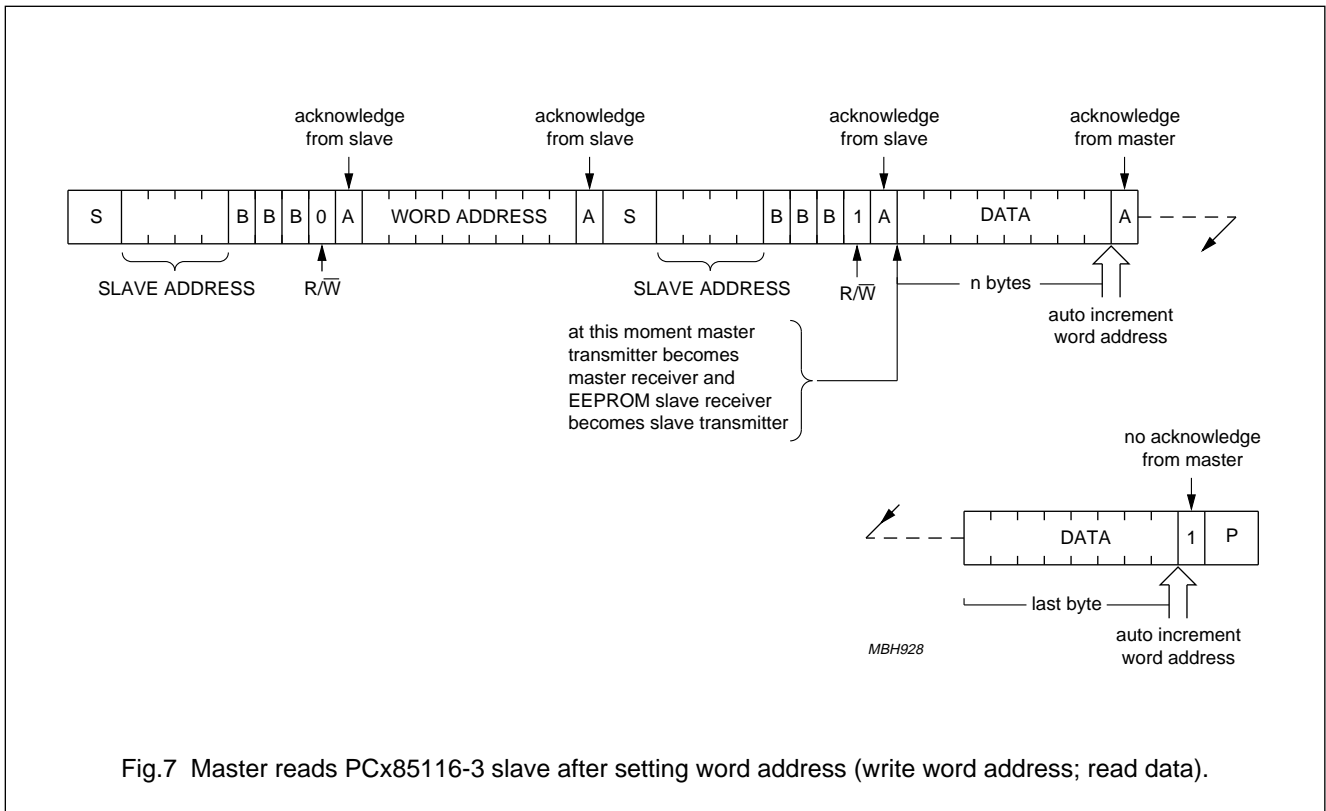 acknowledge
from slave
acknowledge
from slave
acknowledge
from slave
acknowledge
from master
S B B B 0 A WORD ADDRESS A S B B B 1 A DATA A
SLAVE ADDRESS R/W̅ SLAVE ADDRESS R/W̅ n bytes
auto increment
word address
at this moment master
transmitter becomes
master receiver and
EEPROM slave receiver
becomes slave transmitter
no acknowledge
from master
DATA 1 P
last byte
auto increment
word address
MBH928
Fig.7 Master reads PCx85116-3 slave after setting word address (write word address; read data).